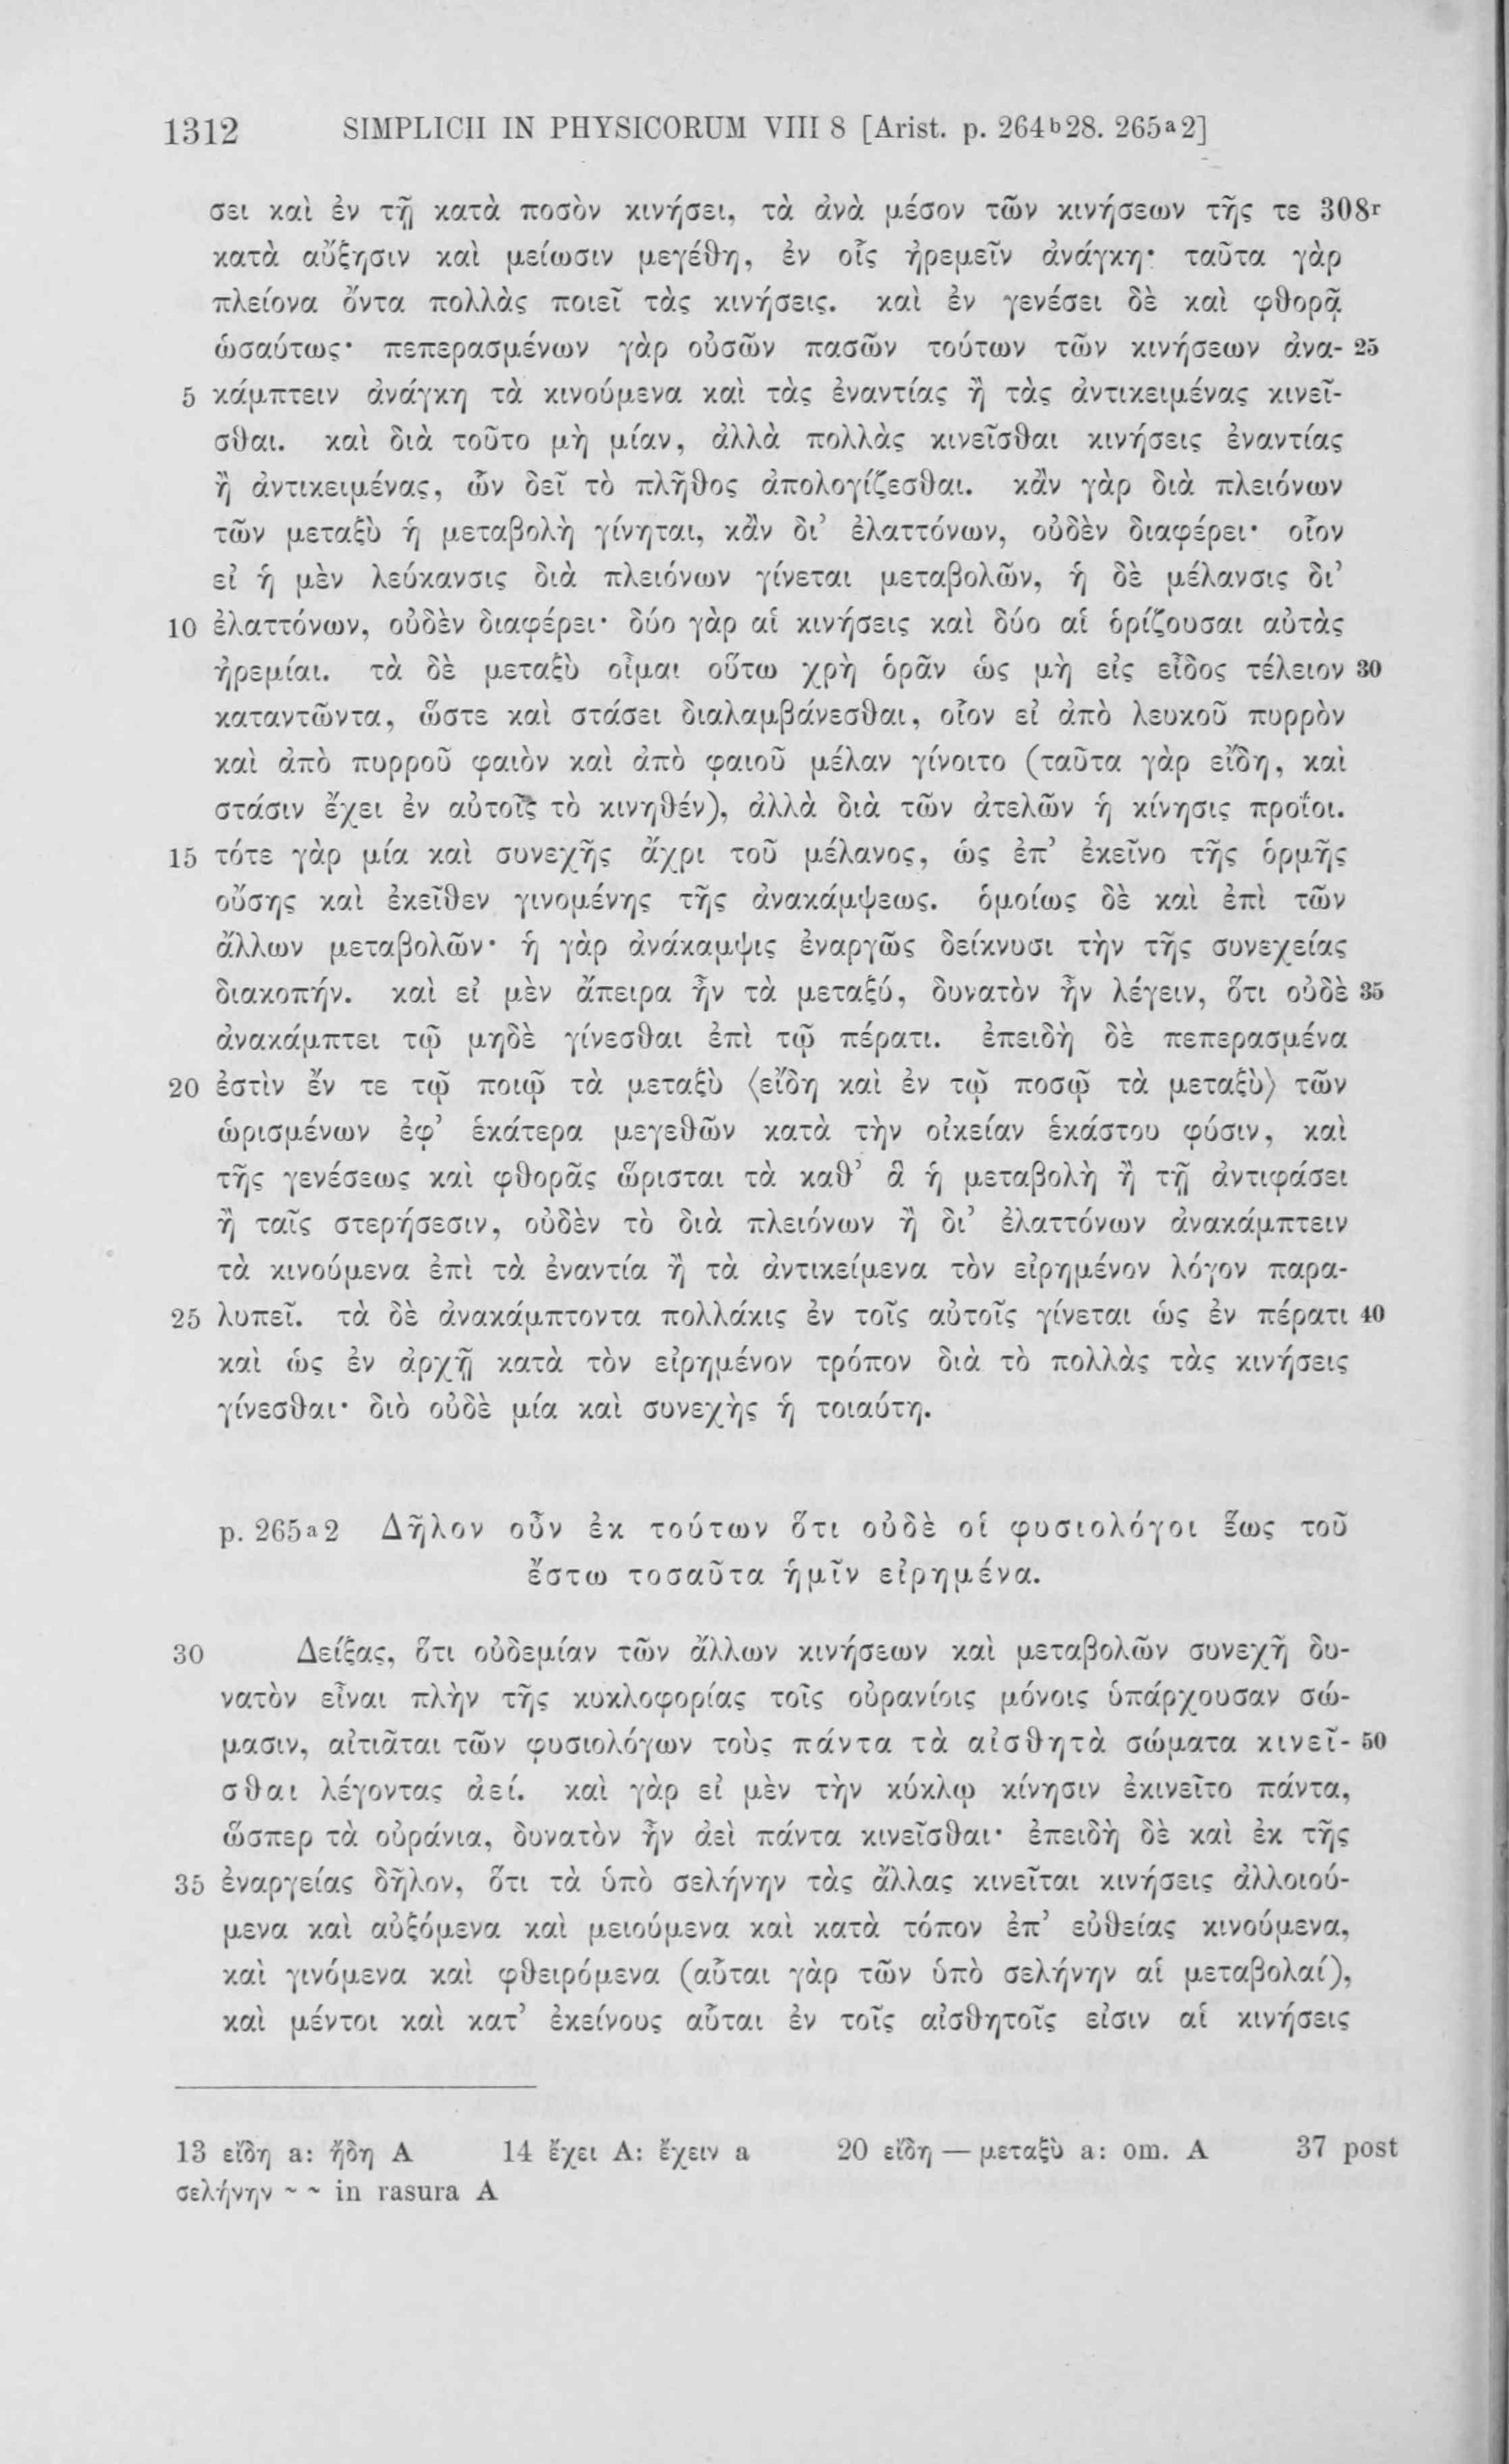 1312 SIMPLICII IN PHYSICORUM VIII 8 [Arist. p. 264ᵇ28. 265ᵃ2]
σει καὶ ἐν τῇ κατὰ ποσὸν κινήσει, τὰ ἀνὰ μέσον τῶν κινήσεων τῆς τε 308ʳ
κατὰ αὔξησιν καὶ μείωσιν μεγέθη, ἐν οἷς ἠρεμεῖν ἀνάγκη· ταῦτα γὰρ
πλείονα ὄντα πολλὰς ποιεῖ τὰς κινήσεις. καὶ ἐν γενέσει δὲ καὶ φθορᾷ
ὡσαύτως· πεπερασμένων γὰρ οὐσῶν πασῶν τούτων τῶν κινήσεων ἀνα- 25
5 κάμπτειν ἀνάγκη τὰ κινούμενα καὶ τὰς ἐναντίας ἢ τὰς ἀντικειμένας κινεῖ-
σθαι. καὶ διὰ τοῦτο μὴ μίαν, ἀλλὰ πολλὰς κινεῖσθαι κινήσεις ἐναντίας
ἢ ἀντικειμένας, ὧν δεῖ τὸ πλῆθος ἀπολογίζεσθαι. κἂν γὰρ διὰ πλειόνων
τῶν μεταξὺ ἡ μεταβολὴ γίνηται, κἂν δι' ἐλαττόνων, οὐδὲν διαφέρει· οἷον
εἰ ἡ μὲν λεύκανσις διὰ πλειόνων γίνεται μεταβολῶν, ἡ δὲ μέλανσις δι'
10 ἐλαττόνων, οὐδὲν διαφέρει· δύο γὰρ αἱ κινήσεις καὶ δύο αἱ ὁρίζουσαι αὐτὰς
ἠρεμίαι. τὰ δὲ μεταξὺ οἶμαι οὕτω χρὴ ὁρᾶν ὡς μὴ εἰς εἶδος τέλειον 30
καταντῶντα, ὥστε καὶ στάσει διαλαμβάνεσθαι, οἷον εἰ ἀπὸ λευκοῦ πυρρὸν
καὶ ἀπὸ πυρροῦ φαιὸν καὶ ἀπὸ φαιοῦ μέλαν γίνοιτο (ταῦτα γὰρ εἴδη, καὶ
στάσιν ἔχει ἐν αὐτοῖς τὸ κινηθέν), ἀλλὰ διὰ τῶν ἀτελῶν ἡ κίνησις προΐοι.
15 τότε γὰρ μία καὶ συνεχῆς ἄχρι τοῦ μέλανος, ὡς ἐπ' ἐκεῖνο τῆς ὁρμῆς
οὔσης καὶ ἐκεῖθεν γινομένης τῆς ἀνακάμψεως. ὁμοίως δὲ καὶ ἐπὶ τῶν
ἄλλων μεταβολῶν· ἡ γὰρ ἀνάκαμψις ἐναργῶς δείκνυσι τὴν τῆς συνεχείας
διακοπήν. καὶ εἰ μὲν ἄπειρα ἦν τὰ μεταξύ, δυνατὸν ἦν λέγειν, ὅτι οὐδὲ 35
ἀνακάμπτει τῷ μηδὲ γίνεσθαι ἐπὶ τῷ πέρατι. ἐπειδὴ δὲ πεπερασμένα
20 ἐστὶν ἔν τε τῷ ποιῷ τὰ μεταξὺ ⟨εἴδη καὶ ἐν τῷ ποσῷ τὰ μεταξὺ⟩ τῶν
ὡρισμένων ἐφ' ἑκάτερα μεγεθῶν κατὰ τὴν οἰκείαν ἑκάστου φύσιν, καὶ
τῆς γενέσεως καὶ φθορᾶς ὥρισται τὰ καθ' ἃ ἡ μεταβολὴ ἢ τῇ ἀντιφάσει
ἢ ταῖς στερήσεσιν, οὐδὲν τὸ διὰ πλειόνων ἢ δι' ἐλαττόνων ἀνακάμπτειν
τὰ κινούμενα ἐπὶ τὰ ἐναντία ἢ τὰ ἀντικείμενα τὸν εἰρημένον λόγον παρα-
25 λυπεῖ. τὰ δὲ ἀνακάμπτοντα πολλάκις ἐν τοῖς αὐτοῖς γίνεται ὡς ἐν πέρατι 40
καὶ ὡς ἐν ἀρχῇ κατὰ τὸν εἰρημένον τρόπον διὰ τὸ πολλὰς τὰς κινήσεις
γίνεσθαι· διὸ οὐδὲ μία καὶ συνεχὴς ἡ τοιαύτη.
p. 265ᵃ2 Δῆλον οὖν ἐκ τούτων ὅτι οὐδὲ οἱ φυσιολόγοι ἕως τοῦ
ἔστω τοσαῦτα ἡμῖν εἰρημένα.
30 Δείξας, ὅτι οὐδεμίαν τῶν ἄλλων κινήσεων καὶ μεταβολῶν συνεχῆ δυ-
νατὸν εἶναι πλὴν τῆς κυκλοφορίας τοῖς οὐρανίοις μόνοις ὑπάρχουσαν σώ-
μασιν, αἰτιᾶται τῶν φυσιολόγων τοὺς πάντα τὰ αἰσθητὰ σώματα κινεῖ- 50
σθαι λέγοντας ἀεί. καὶ γὰρ εἰ μὲν τὴν κύκλῳ κίνησιν ἐκινεῖτο πάντα,
ὥσπερ τὰ οὐράνια, δυνατὸν ἦν ἀεὶ πάντα κινεῖσθαι· ἐπειδὴ δὲ καὶ ἐκ τῆς
35 ἐναργείας δῆλον, ὅτι τὰ ὑπὸ σελήνην τὰς ἄλλας κινεῖται κινήσεις ἀλλοιού-
μενα καὶ αὐξόμενα καὶ μειούμενα καὶ κατὰ τόπον ἐπ' εὐθείας κινούμενα,
καὶ γινόμενα καὶ φθειρόμενα (αὗται γὰρ τῶν ὑπὸ σελήνην αἱ μεταβολαί),
καὶ μέντοι καὶ κατ' ἐκείνους αὗται ἐν τοῖς αἰσθητοῖς εἰσιν αἱ κινήσεις
13 εἴδη a: ἤδη A 14 ἔχει A: ἔχειν a 20 εἴδη — μεταξὺ a: om. A 37 post
σελήνην ~ ~ in rasura A